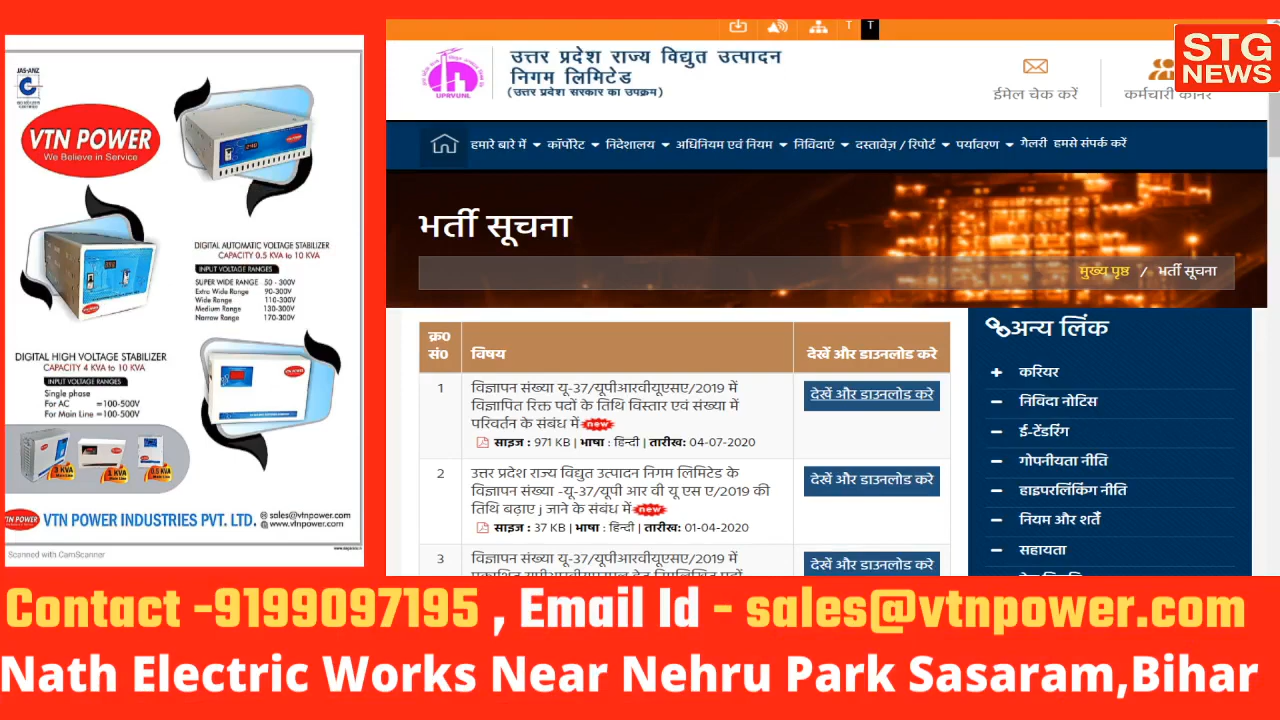 JAS-ANZ
VTN POWER
We Believe in Service
DIGITAL AUTOMATIC VOLTAGE STABILIZER
CAPACITY 0.5 KVA to 10 KVA
INPUT VOLTAGE RANGES
SUPER WIDE RANGE 50 - 300V
Extra Wide Range 90-300V
Wide Range 110-300V
Medium Range 130-300V
Narrow Range 170-300V
DIGITAL HIGH VOLTAGE STABILIZER
CAPACITY 4 KVA to 10 KVA
INPUT VOLTAGE RANGES
Single phase
For AC =100-500V
For Main Line =100-500V
3 KVA
1 KVA
0.5 KVA
VTN POWER INDUSTRIES PVT. LTD.
sales@vtnpower.com
www.vtnpower.com
Scanned with CamScanner
T T
STG
NEWS
UPRVUNL
उत्तर प्रदेश राज्य विद्युत उत्पादन
निगम लिमिटेड
(उत्तर प्रदेश सरकार का उपक्रम)
ईमेल चेक करें
कर्मचारी कॉर्नर
हमारे बारे में कॉर्पोरेट निदेशालय अधिनियम एवं नियम निविदाएं दस्तावेज़ / रिपोर्ट पर्यावरण गैलरी हमसे संपर्क करें
भर्ती सूचना
मुख्य पृष्ठ / भर्ती सूचना
क्र0 सं0 विषय देखें और डाउनलोड करे
1 विज्ञापन संख्या यू-37/यूपीआरवीयूएसए/2019 में
विज्ञापित रिक्त पदों के तिथि विस्तार एवं संख्या में
परिवर्तन के संबंध में new
साइज : 971 KB | भाषा : हिन्दी | तारीख: 04-07-2020
देखें और डाउनलोड करे
2 उत्तर प्रदेश राज्य विद्युत उत्पादन निगम लिमिटेड के
विज्ञापन संख्या -यू-37/यू पी आर वी यू एस ए/2019 की
तिथि बढ़ाए j जाने के संबंध में new
साइज : 37 KB | भाषा : हिन्दी | तारीख: 01-04-2020
देखें और डाउनलोड करे
3 विज्ञापन संख्या यू-37/यूपीआरवीयूएसए/2019 में
देखें और डाउनलोड करे
अन्य लिंक
करियर
निविदा नोटिस
ई-टेंडरिंग
गोपनीयता नीति
हाइपरलिंकिंग नीति
नियम और शर्तें
सहायता
Contact -9199097195 , Email Id - sales@vtnpower.com
Nath Electric Works Near Nehru Park Sasaram,Bihar